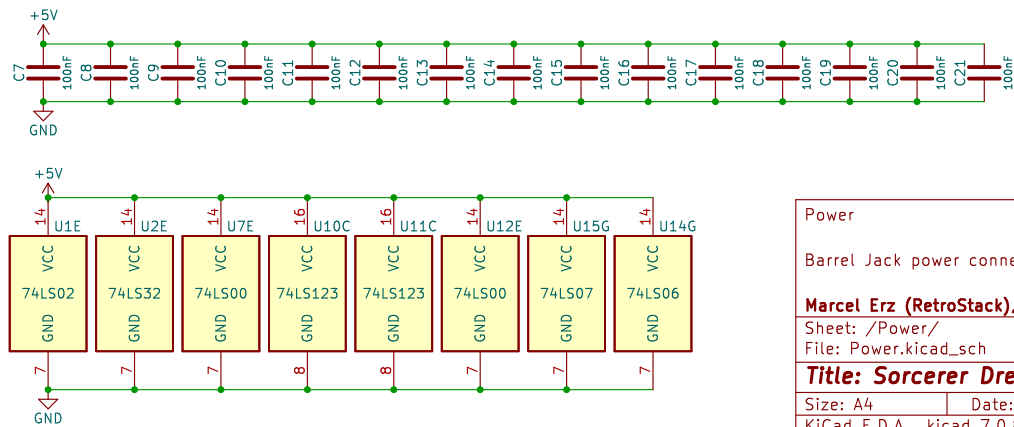 +5V
C7 100nF C8 100nF C9 100nF C10 100nF C11 100nF C12 100nF C13 100nF C14 100nF C15 100nF C16 100nF C17 100nF C18 100nF C19 100nF C20 100nF C21 100nF
GND
+5V
14 14 14 16 16 14 14 14
U1E U2E U7E U10C U11C U12E U15G U14G
VCC VCC VCC VCC VCC VCC VCC VCC
74LS02 74LS32 74LS00 74LS123 74LS123 74LS00 74LS07 74LS06
GND GND GND GND GND GND GND GND
7 7 7 8 8 7 7 7
GND
Power
Barrel Jack power conne
Marcel Erz (RetroStack)
Sheet: /Power/
File: Power.kicad_sch
Title: Sorcerer Dre
Size: A4 Date:
KiCad E.D.A. kicad 7.0